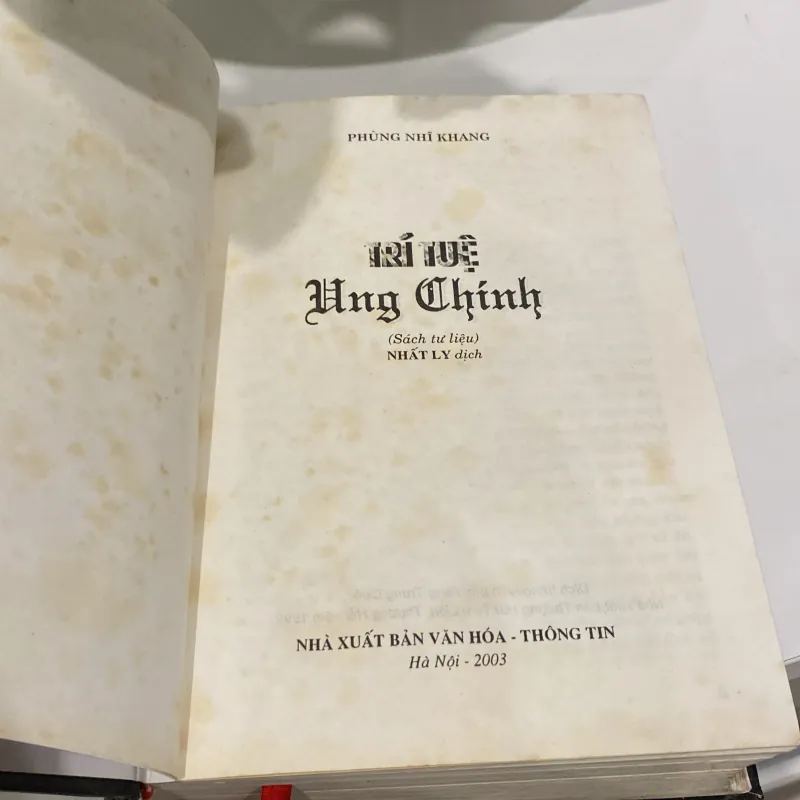 PHÙNG NHĨ KHANG
TRÍ TUỆ
Ung Chính
(Sách tư liệu)
NHẤT LY dịch
NHÀ XUẤT BẢN VĂN HÓA - THÔNG TIN
Hà Nội - 2003